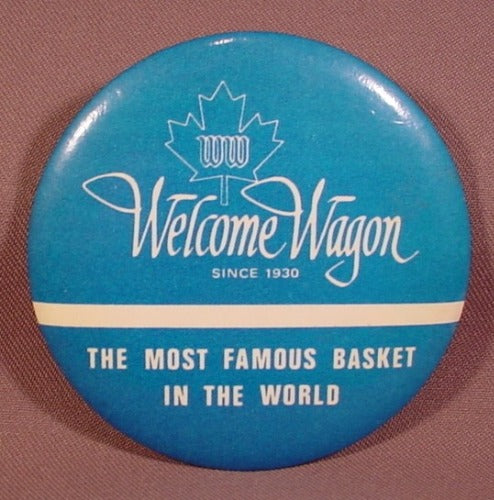 WW
Welcome Wagon
SINCE 1930
THE MOST FAMOUS BASKET
IN THE WORLD